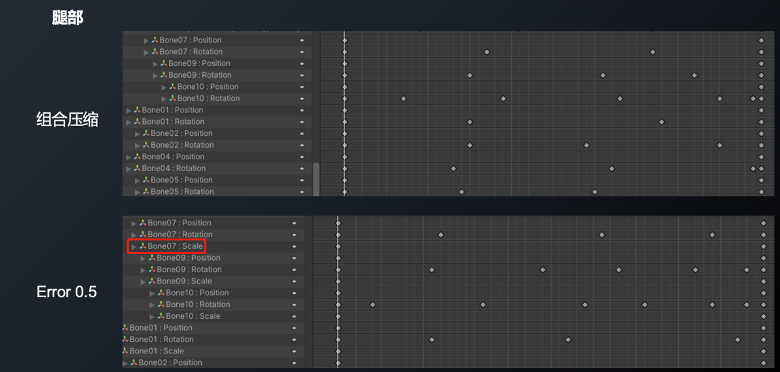 腿部
Bone07 : Position
Bone07 : Rotation
Bone09 : Position
Bone09 : Rotation
Bone10 : Position
Bone10 : Rotation
Bone01 : Position
组合压缩
Bone01 : Rotation
Bone02 : Position
Bone02 : Rotation
Bone04 : Position
Bone04 : Rotation
Bone05 : Position
Bone05 : Rotation
Bone07 : Position
Bone07 : Rotation
Bone07 : Scale
Bone09 : Position
Bone09 : Rotation
Bone09 : Scale
Error 0.5
Bone10 : Position
Bone10 : Rotation
Bone10 : Scale
Bone01 : Position
Bone01 : Rotation
Bone01 : Scale
Bone02 : Position